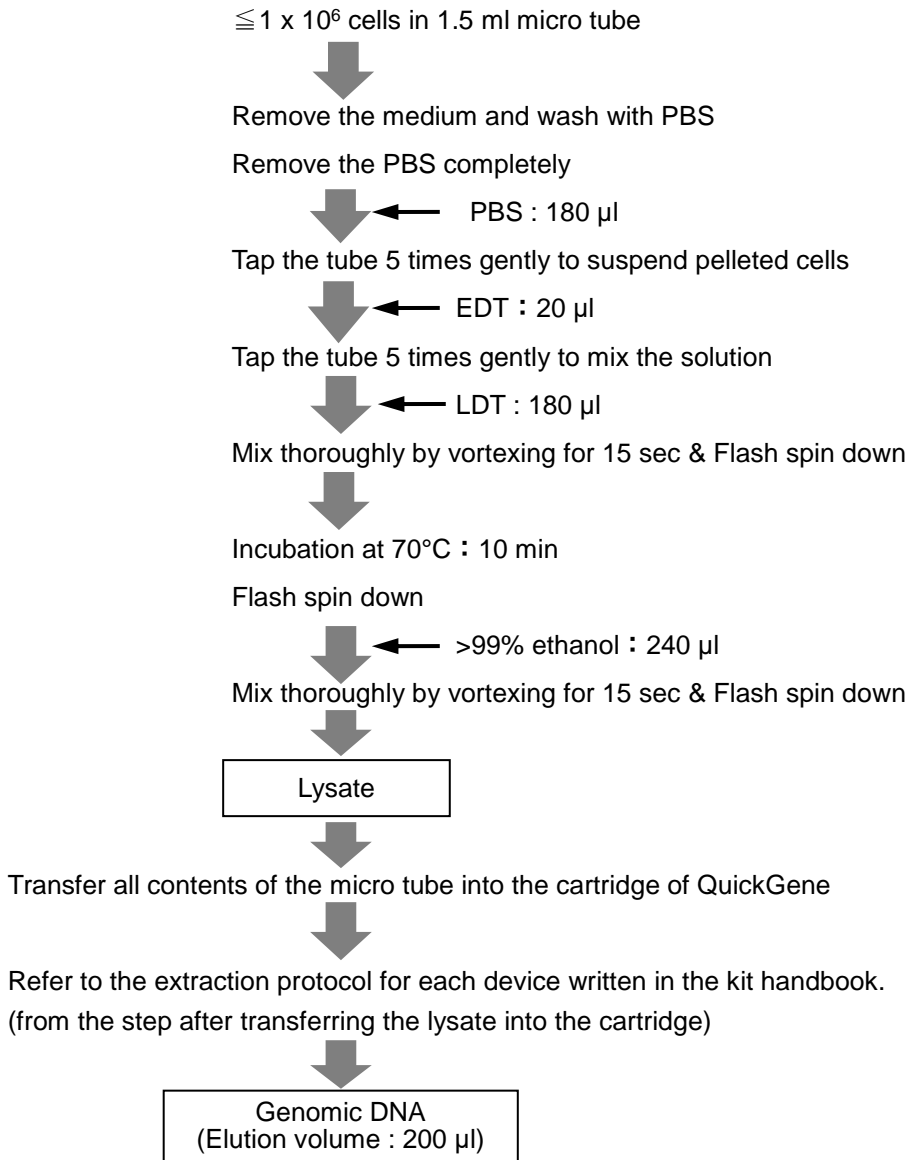 ≦1 x 10⁶ cells in 1.5 ml micro tube
Remove the medium and wash with PBS
Remove the PBS completely
PBS : 180 µl
Tap the tube 5 times gently to suspend pelleted cells
EDT：20 µl
Tap the tube 5 times gently to mix the solution
LDT : 180 µl
Mix thoroughly by vortexing for 15 sec & Flash spin down
Incubation at 70°C：10 min
Flash spin down
>99% ethanol：240 µl
Mix thoroughly by vortexing for 15 sec & Flash spin down
Lysate
Transfer all contents of the micro tube into the cartridge of QuickGene
Refer to the extraction protocol for each device written in the kit handbook.
(from the step after transferring the lysate into the cartridge)
Genomic DNA
(Elution volume : 200 µl)